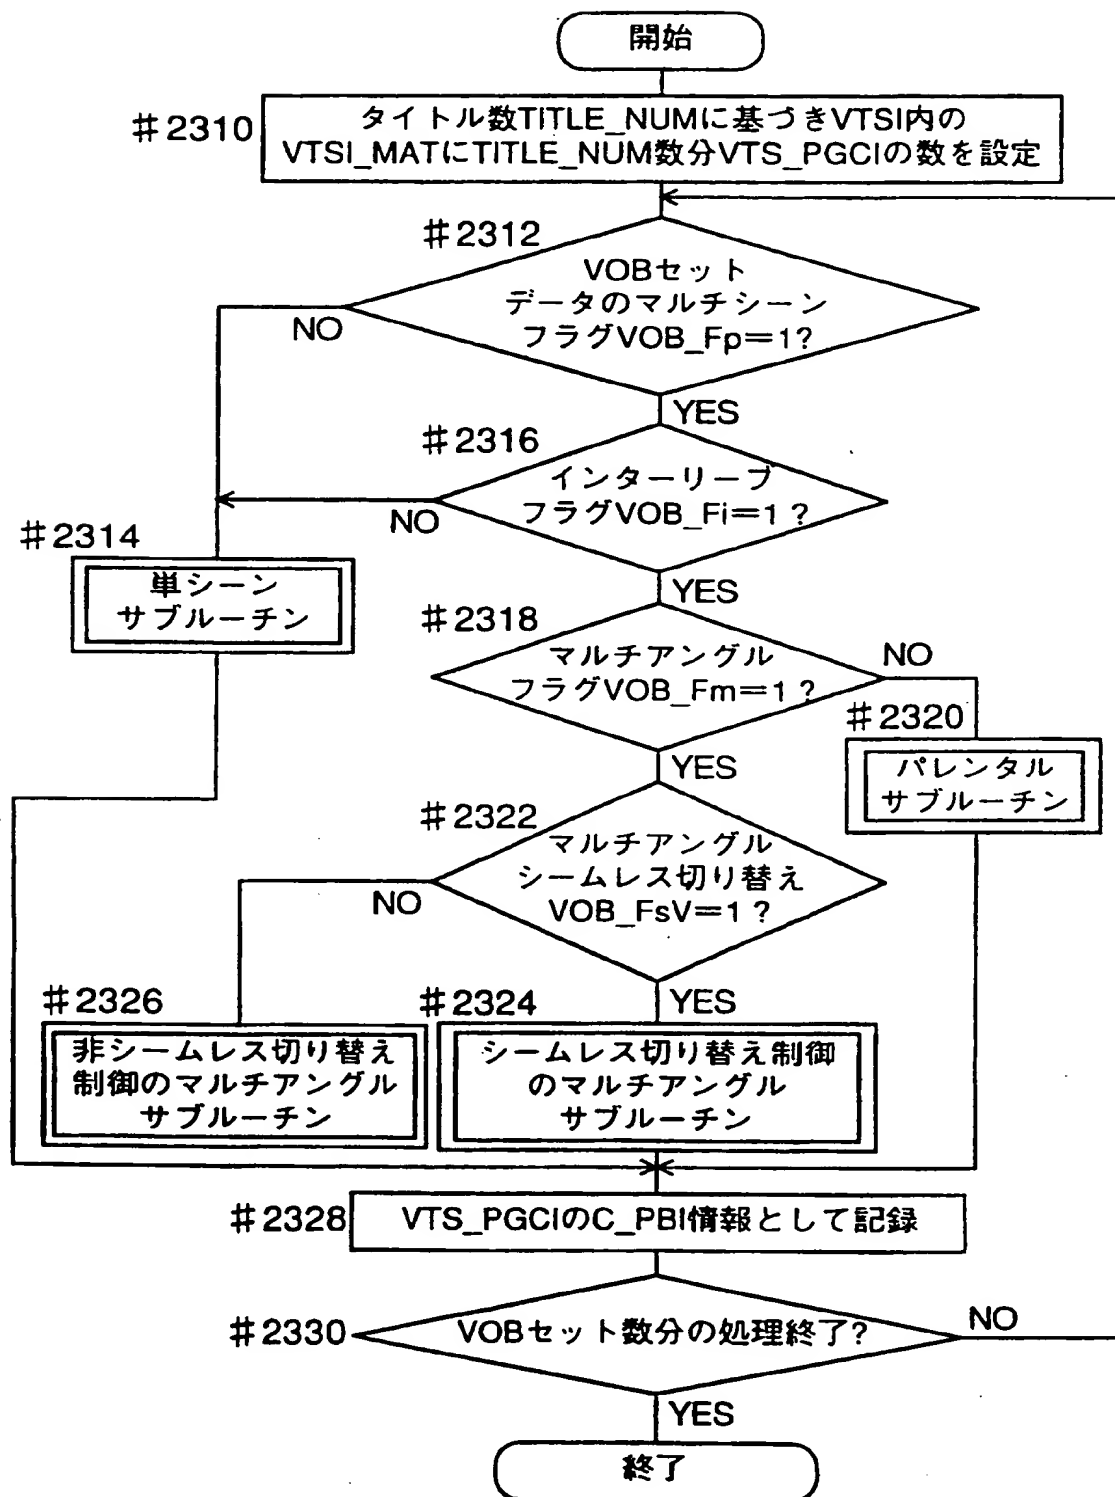 開始
#2310
タイトル数TITLE_NUMに基づきVTSI内の
VTSI_MATにTITLE_NUM数分VTS_PGCIの数を設定
#2312
VOBセット
データのマルチシーン
フラグVOB_Fp=1?
NO
YES
#2316
インターリーブ
フラグVOB_Fi=1?
NO
YES
#2314
単シーン
サブルーチン
#2318
マルチアングル
フラグVOB_Fm=1?
NO
YES
#2320
パレンタル
サブルーチン
#2322
マルチアングル
シームレス切り替え
VOB_FsV=1?
NO
YES
#2326
非シームレス切り替え
制御のマルチアングル
サブルーチン
#2324
シームレス切り替え制御
のマルチアングル
サブルーチン
#2328
VTS_PGCIのC_PBI情報として記録
#2330
VOBセット数分の処理終了?
NO
YES
終了